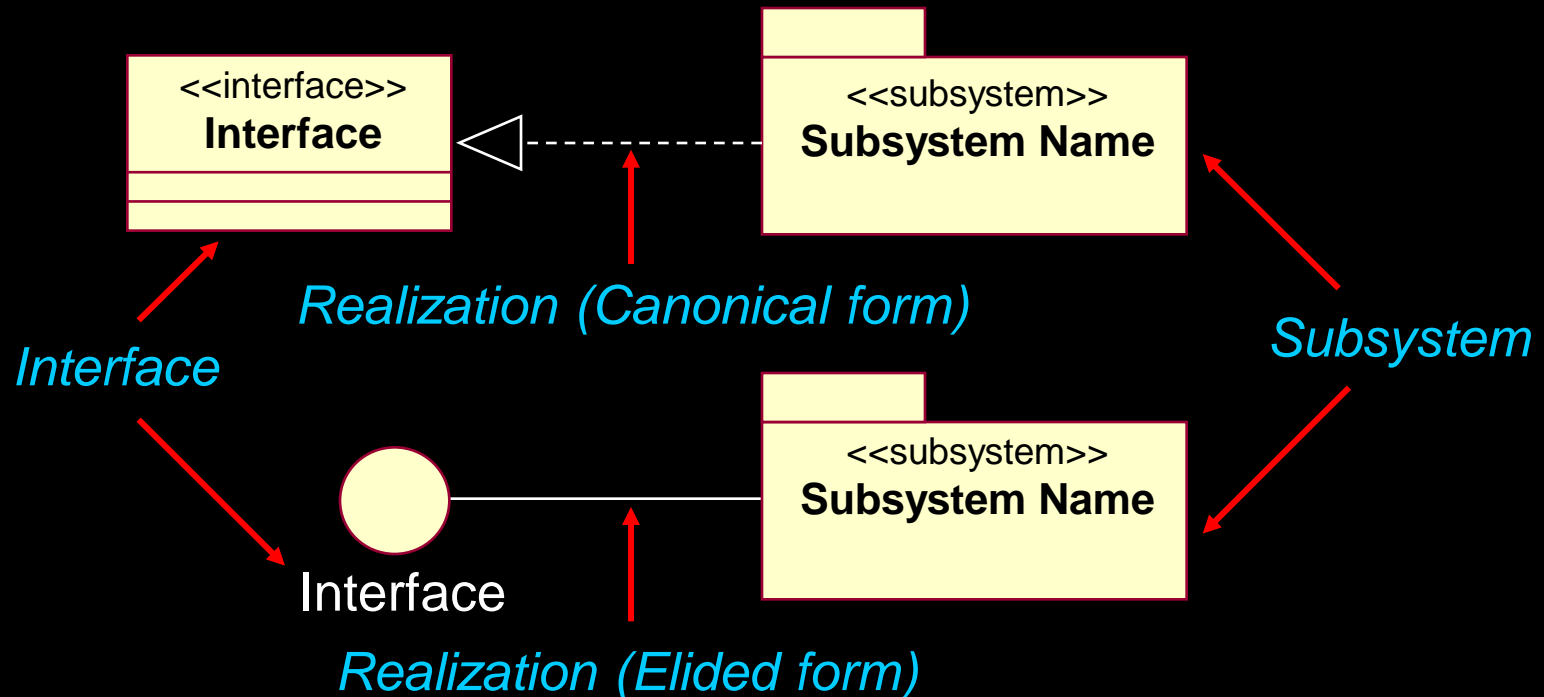 <<interface>>
Interface
<<subsystem>>
Subsystem Name
Realization (Canonical form)
Interface
Subsystem
<<subsystem>>
Subsystem Name
Interface
Realization (Elided form)